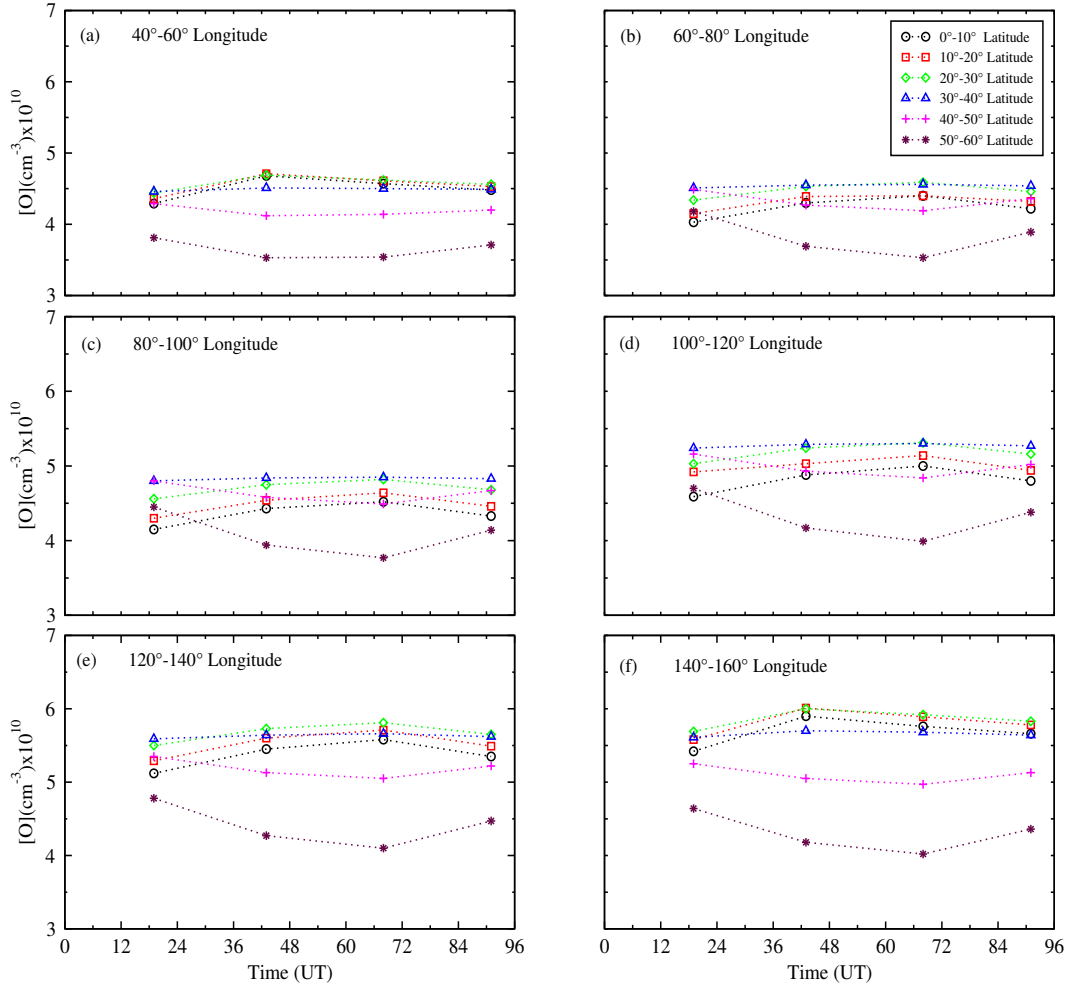 (a) 40°-60° Longitude
7
6
5
4
3
[O](cm⁻³)x10¹⁰
(b) 60°-80° Longitude
0°-10° Latitude
10°-20° Latitude
20°-30° Latitude
30°-40° Latitude
40°-50° Latitude
50°-60° Latitude
(c) 80°-100° Longitude
7
6
5
4
3
[O](cm⁻³)x10¹⁰
(d) 100°-120° Longitude
(e) 120°-140° Longitude
7
6
5
4
3
[O](cm⁻³)x10¹⁰
0 12 24 36 48 60 72 84 96
Time (UT)
(f) 140°-160° Longitude
0 12 24 36 48 60 72 84 96
Time (UT)